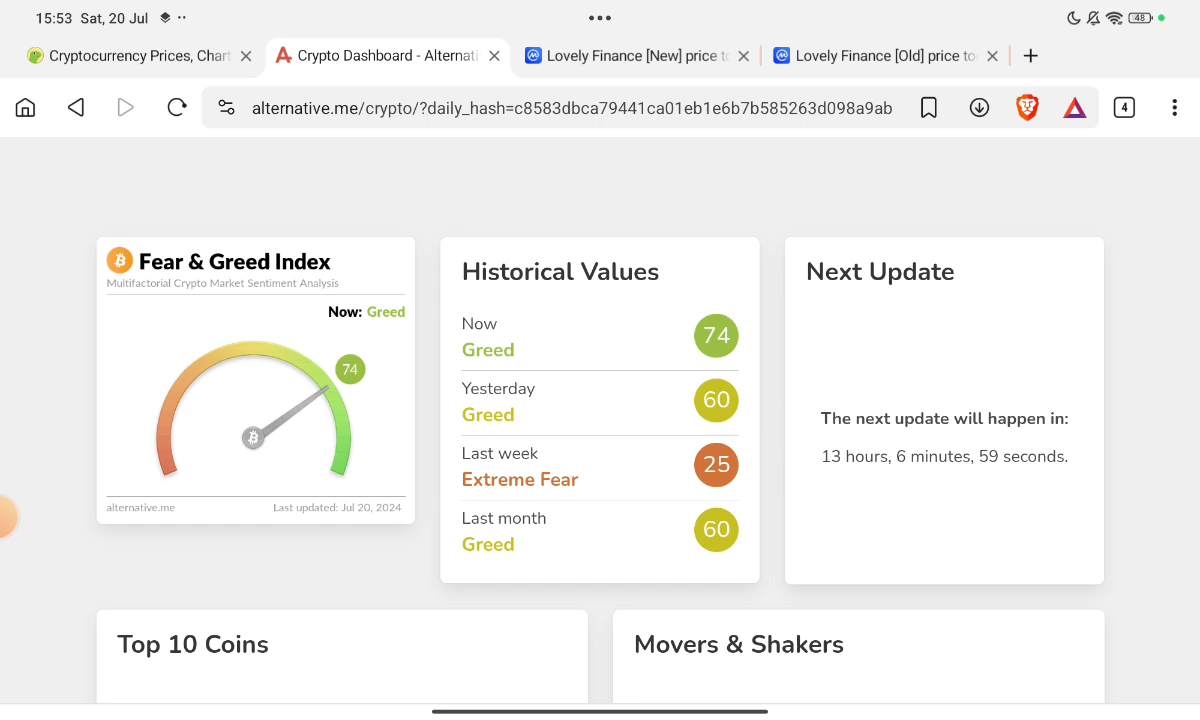 15:53 Sat, 20 Jul
48
Cryptocurrency Prices, Chart
Crypto Dashboard - Alternati
Lovely Finance [New] price to
Lovely Finance [Old] price to
alternative.me/crypto/?daily_hash=c8583dbca79441ca01eb1e6b7b585263d098a9ab
4
Fear & Greed Index
Multifactorial Crypto Market Sentiment Analysis
Now: Greed
74
alternative.me
Last updated: Jul 20, 2024
Historical Values
Now
Greed
74
Yesterday
Greed
60
Last week
Extreme Fear
25
Last month
Greed
60
Next Update
The next update will happen in:
13 hours, 6 minutes, 59 seconds.
Top 10 Coins
Movers & Shakers